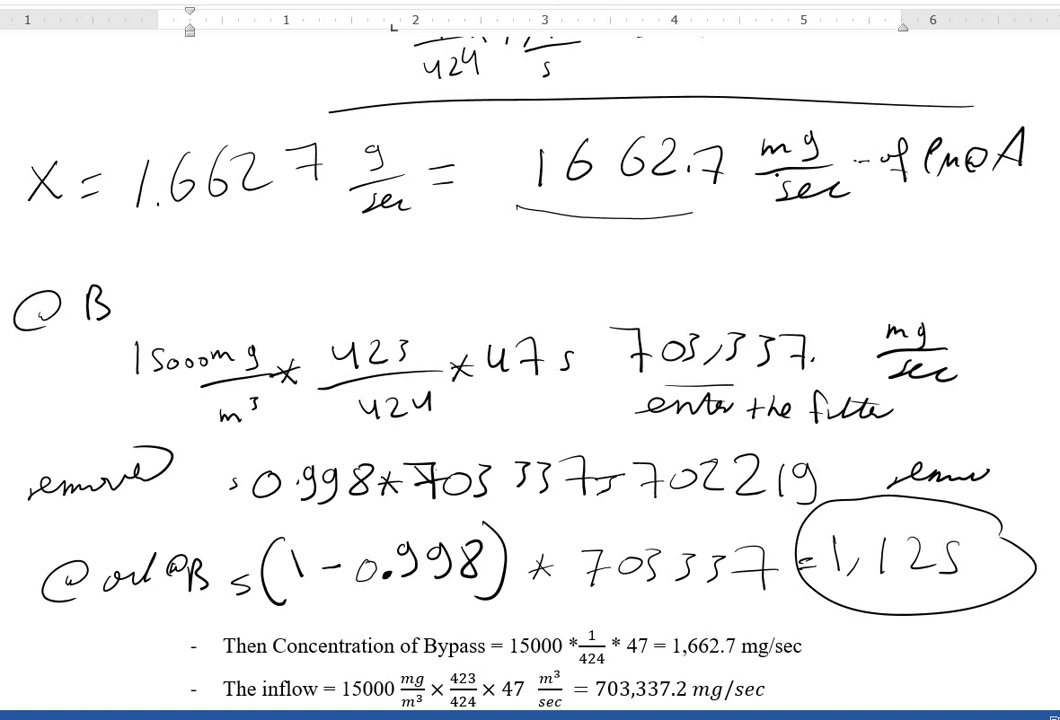 1 1 2 3 4 5 6
424 s
X = 1.6627 g/sec = 1662.7 mg/sec of PM@A
@ B
15000 mg/m³ * 423/424 * 47 = 703,337. mg/sec
enter the filter
remove = 0.998*703337= 702219
@ out @B = (1 - 0.998) * 703337 = 1,125
- Then Concentration of Bypass = 15000 * 1/424 * 47 = 1,662.7 mg/sec
- The inflow = 15000 mg/m³ × 423/424 × 47 m³/sec = 703,337.2 mg/sec